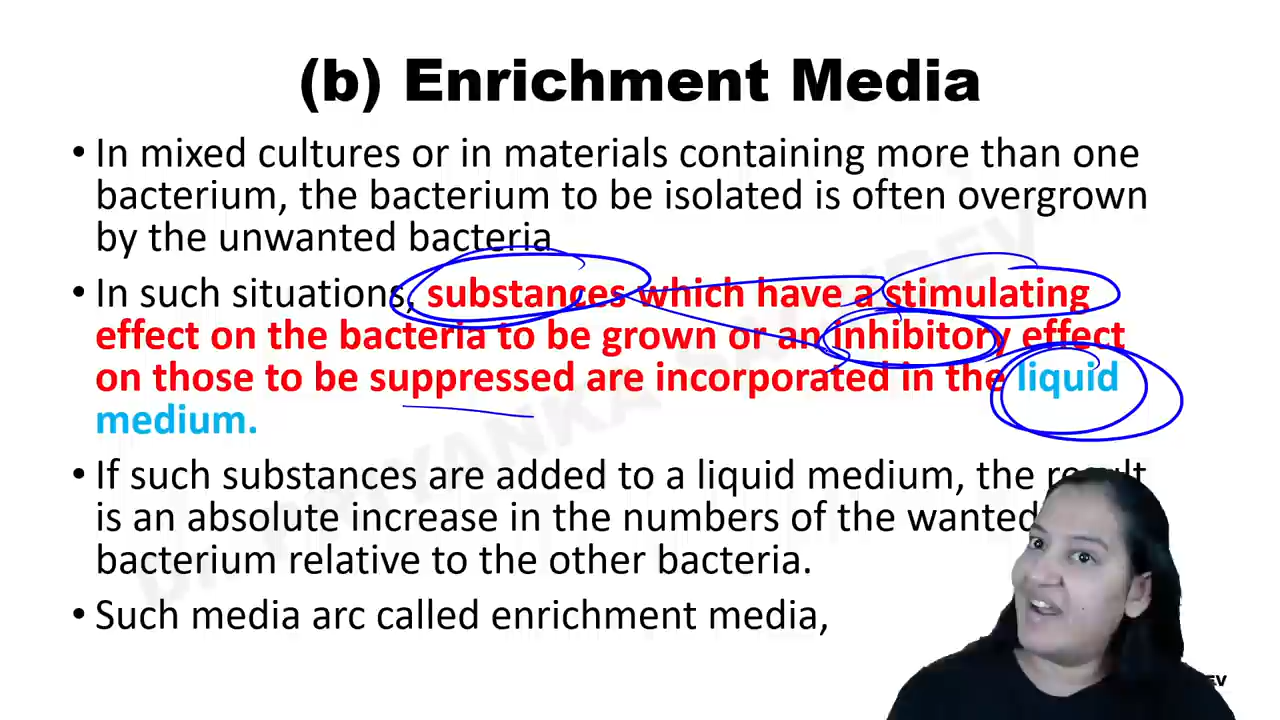 (b) Enrichment Media
• In mixed cultures or in materials containing more than one
bacterium, the bacterium to be isolated is often overgrown
by the unwanted bacteria
• In such situations, substances which have a stimulating
effect on the bacteria to be grown or an inhibitory effect
on those to be suppressed are incorporated in the liquid
medium.
• If such substances are added to a liquid medium, the result
is an absolute increase in the numbers of the wanted
bacterium relative to the other bacteria.
• Such media arc called enrichment media,